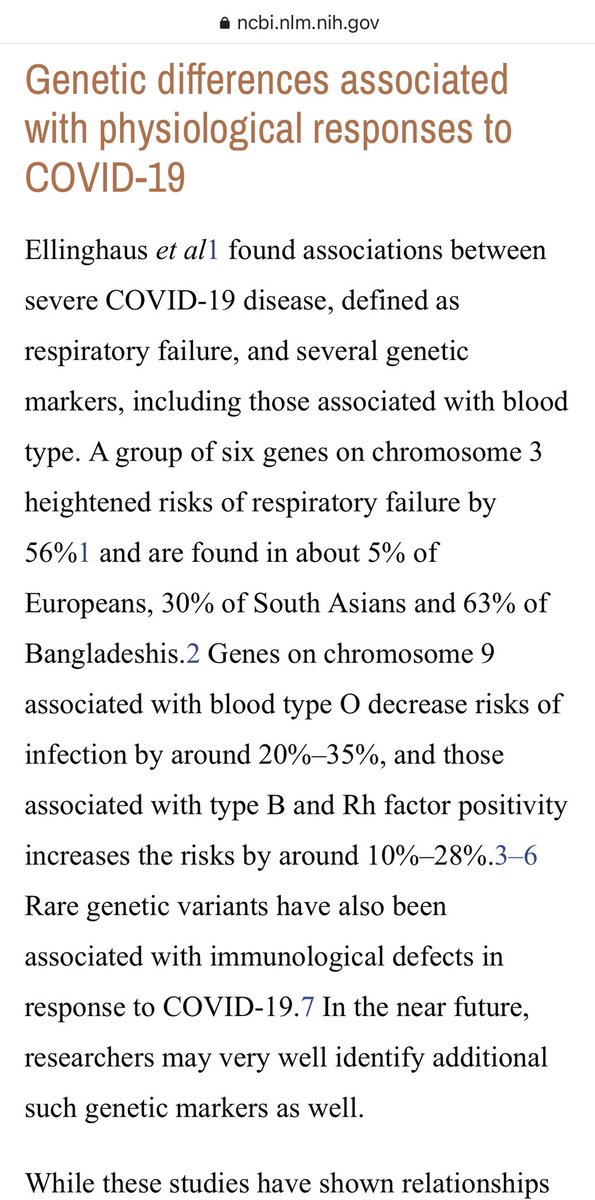 ncbi.nlm.nih.gov
Genetic differences associated
with physiological responses to
COVID-19
Ellinghaus et al1 found associations between
severe COVID-19 disease, defined as
respiratory failure, and several genetic
markers, including those associated with blood
type. A group of six genes on chromosome 3
heightened risks of respiratory failure by
56%1 and are found in about 5% of
Europeans, 30% of South Asians and 63% of
Bangladeshis.2 Genes on chromosome 9
associated with blood type O decrease risks of
infection by around 20%–35%, and those
associated with type B and Rh factor positivity
increases the risks by around 10%–28%.3–6
Rare genetic variants have also been
associated with immunological defects in
response to COVID-19.7 In the near future,
researchers may very well identify additional
such genetic markers as well.
While these studies have shown relationships